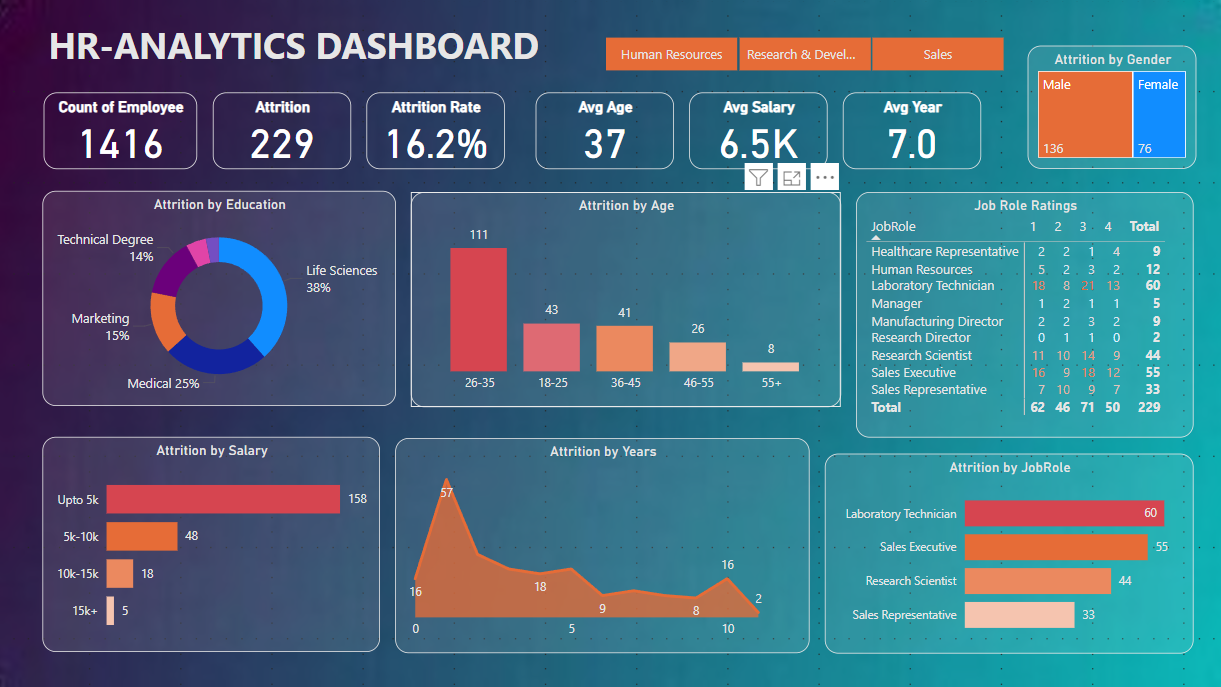 HR-ANALYTICS DASHBOARD
Human Resources
Research & Devel...
Sales
Attrition by Gender
Male
136
Female
76
Count of Employee
1416
Attrition
229
Attrition Rate
16.2%
Avg Age
37
Avg Salary
6.5K
Avg Year
7.0
Attrition by Education
Technical Degree
14%
Life Sciences
38%
Marketing
15%
Medical 25%
Attrition by Age
111
43
41
26
8
26-35
18-25
36-45
46-55
55+
Job Role Ratings
JobRole 1 2 3 4 Total
Healthcare Representative 2 2 1 4 9
Human Resources 5 2 3 2 12
Laboratory Technician 18 8 21 13 60
Manager 1 2 1 1 5
Manufacturing Director 2 2 3 2 9
Research Director 0 1 1 0 2
Research Scientist 11 10 14 9 44
Sales Executive 16 9 18 12 55
Sales Representative 7 10 9 7 33
Total 62 46 71 50 229
Attrition by Salary
Upto 5k 158
5k-10k 48
10k-15k 18
15k+ 5
Attrition by Years
57
16
18
9
8
16
2
0 5 10
Attrition by JobRole
Laboratory Technician 60
Sales Executive 55
Research Scientist 44
Sales Representative 33